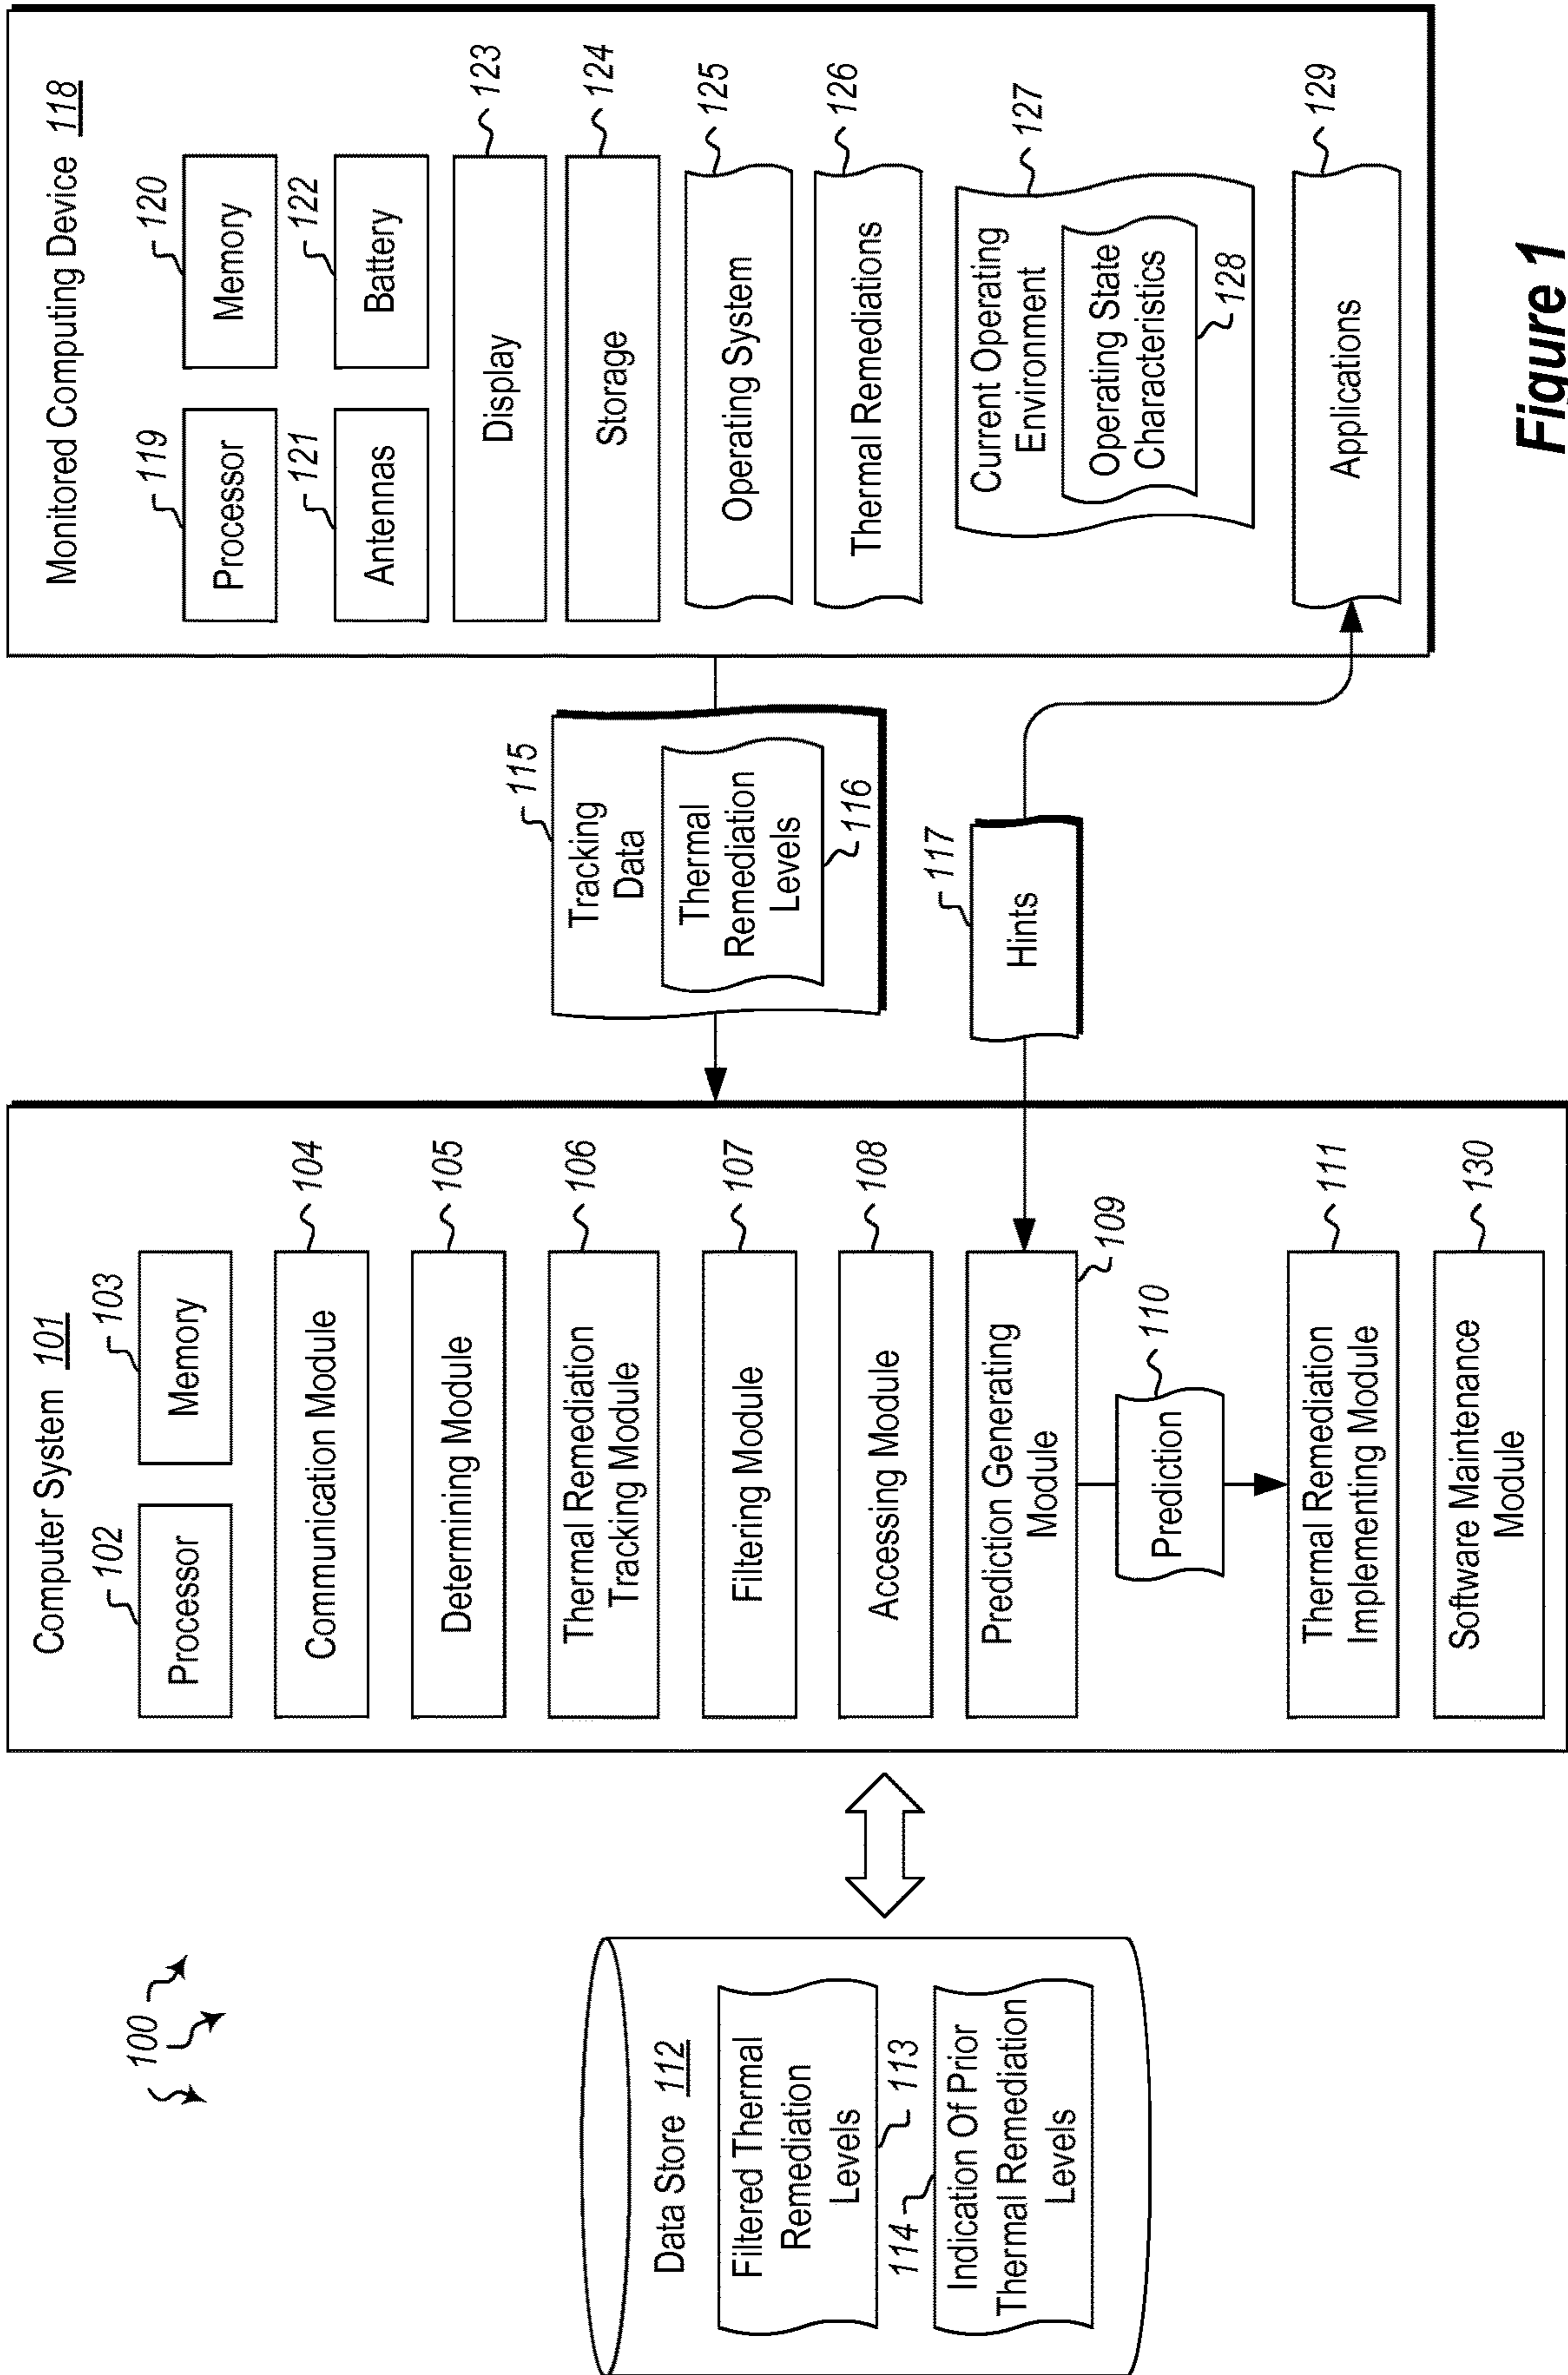 100
Data Store 112
Filtered Thermal
Remediation
Levels
113
114
Indication Of Prior
Thermal Remediation
Levels
Computer System 101
102
Processor
103
Memory
Communication Module
104
Determining Module
105
Thermal Remediation
Tracking Module
106
Filtering Module
107
Accessing Module
108
Prediction Generating
Module
109
Prediction
110
Thermal Remediation
Implementing Module
111
Software Maintenance
Module
130
115
Tracking
Data
Thermal
Remediation
Levels
116
117
Hints
Monitored Computing Device 118
119
Processor
120
Memory
121
Antennas
122
Battery
Display
123
Storage
124
Operating System
125
Thermal Remediations
126
Current Operating
Environment
127
Operating State
Characteristics
128
Applications
129
Figure 1